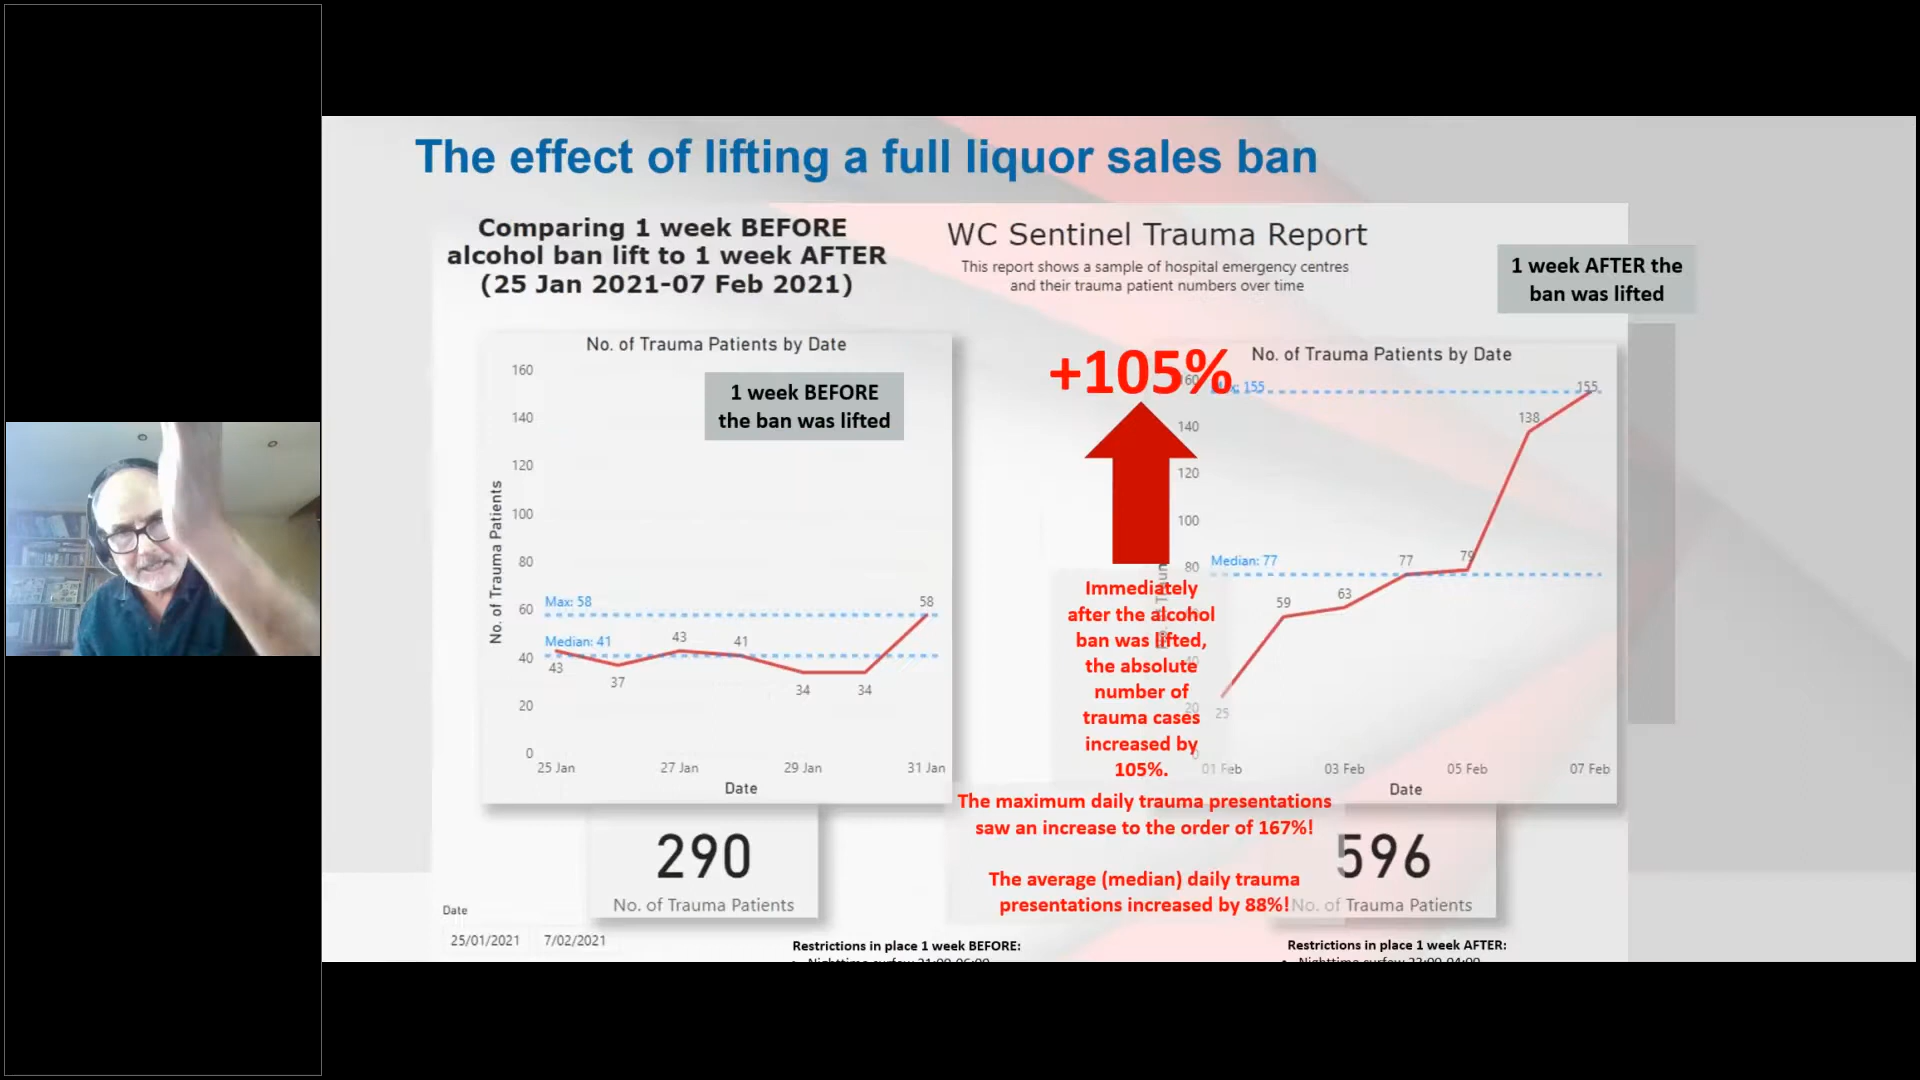 The effect of lifting a full liquor sales ban
Comparing 1 week BEFORE
alcohol ban lift to 1 week AFTER
(25 Jan 2021-07 Feb 2021)
WC Sentinel Trauma Report
This report shows a sample of hospital emergency centres
and their trauma patient numbers over time
1 week AFTER the
ban was lifted
No. of Trauma Patients by Date
1 week BEFORE
the ban was lifted
No. of Trauma Patients
160
140
120
100
80
60
40
20
0
Max: 58
Median: 41
43
37
43
41
34
34
58
25 Jan
27 Jan
29 Jan
31 Jan
Date
290
No. of Trauma Patients
Date
25/01/2021
7/02/2021
+105%
Immediately
after the alcohol
ban was lifted,
the absolute
number of
trauma cases
increased by
105%.
The maximum daily trauma presentations
saw an increase to the order of 167%!
The average (median) daily trauma
presentations increased by 88%!
No. of Trauma Patients by Date
160
140
120
100
80
40
20
0
155
Median: 77
25
59
63
77
79
138
155
01 Feb
03 Feb
05 Feb
07 Feb
Date
596
No. of Trauma Patients
Restrictions in place 1 week BEFORE:
Restrictions in place 1 week AFTER: